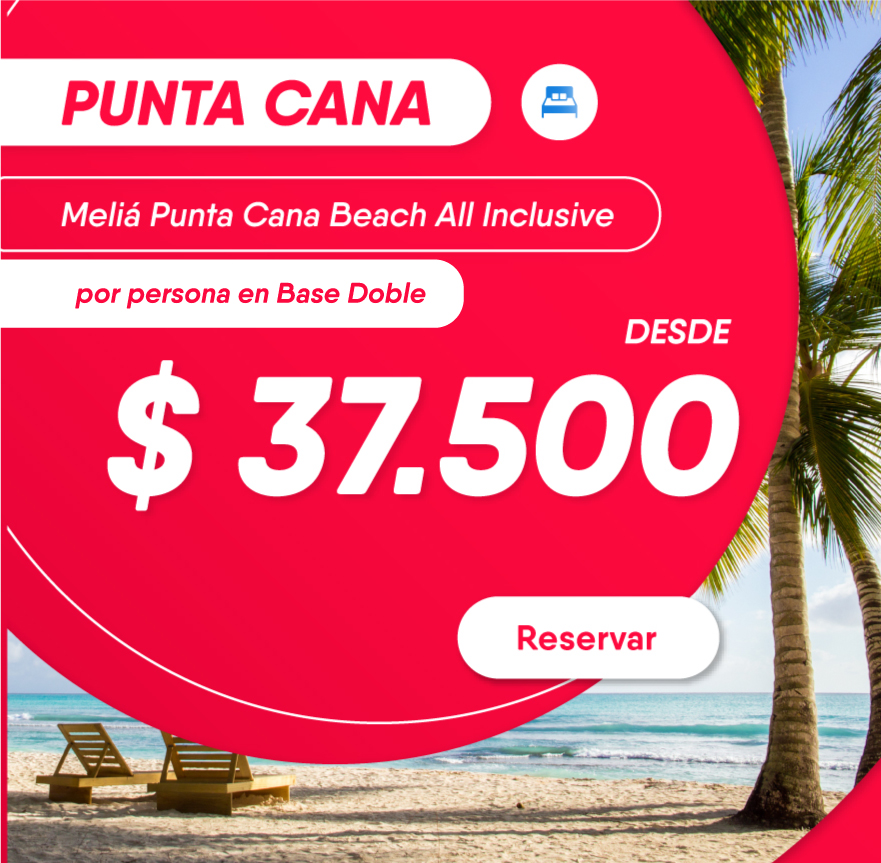 PUNTA CANA
Meliá Punta Cana Beach All Inclusive
por persona en Base Doble
DESDE
$ 37.500
Reservar